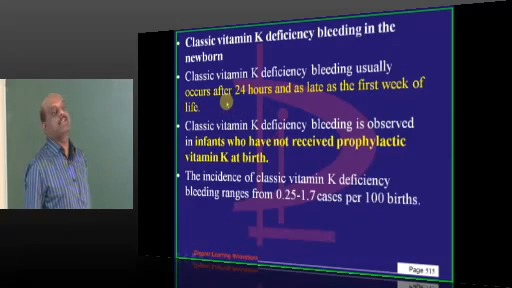 • Classic vitamin K deficiency bleeding in the
newborn
• Classic vitamin K deficiency bleeding usually
occurs after 24 hours and as late as the first week of
life.
• Classic vitamin K deficiency bleeding is observed
in infants who have not received prophylactic
vitamin K at birth.
• The incidence of classic vitamin K deficiency
bleeding ranges from 0.25-1.7 cases per 100 births.
Page 111